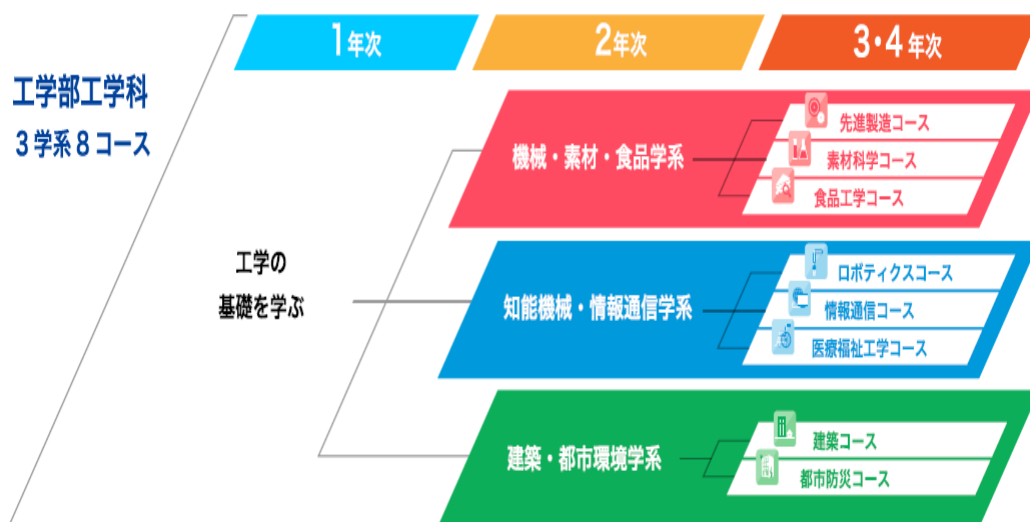 1年次
2年次
3・4年次
工学部工学科
3学系8コース
工学の
基礎を学ぶ
機械・素材・食品学系
先進製造コース
素材科学コース
食品工学コース
知能機械・情報通信学系
ロボティクスコース
情報通信コース
医療福祉工学コース
建築・都市環境学系
建築コース
都市防災コース